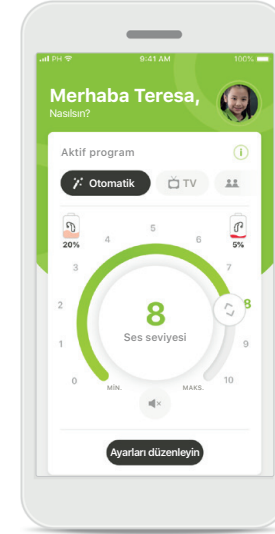 PH 9:41 AM 100%
Merhaba Teresa,
Nasılsın?
Aktif program
i
Otomatik TV
20% 5%
0 1 2 3 4 5 6 7 8 9 10
8
Ses seviyesi
MİN. MAKS.
Ayarları düzenleyin